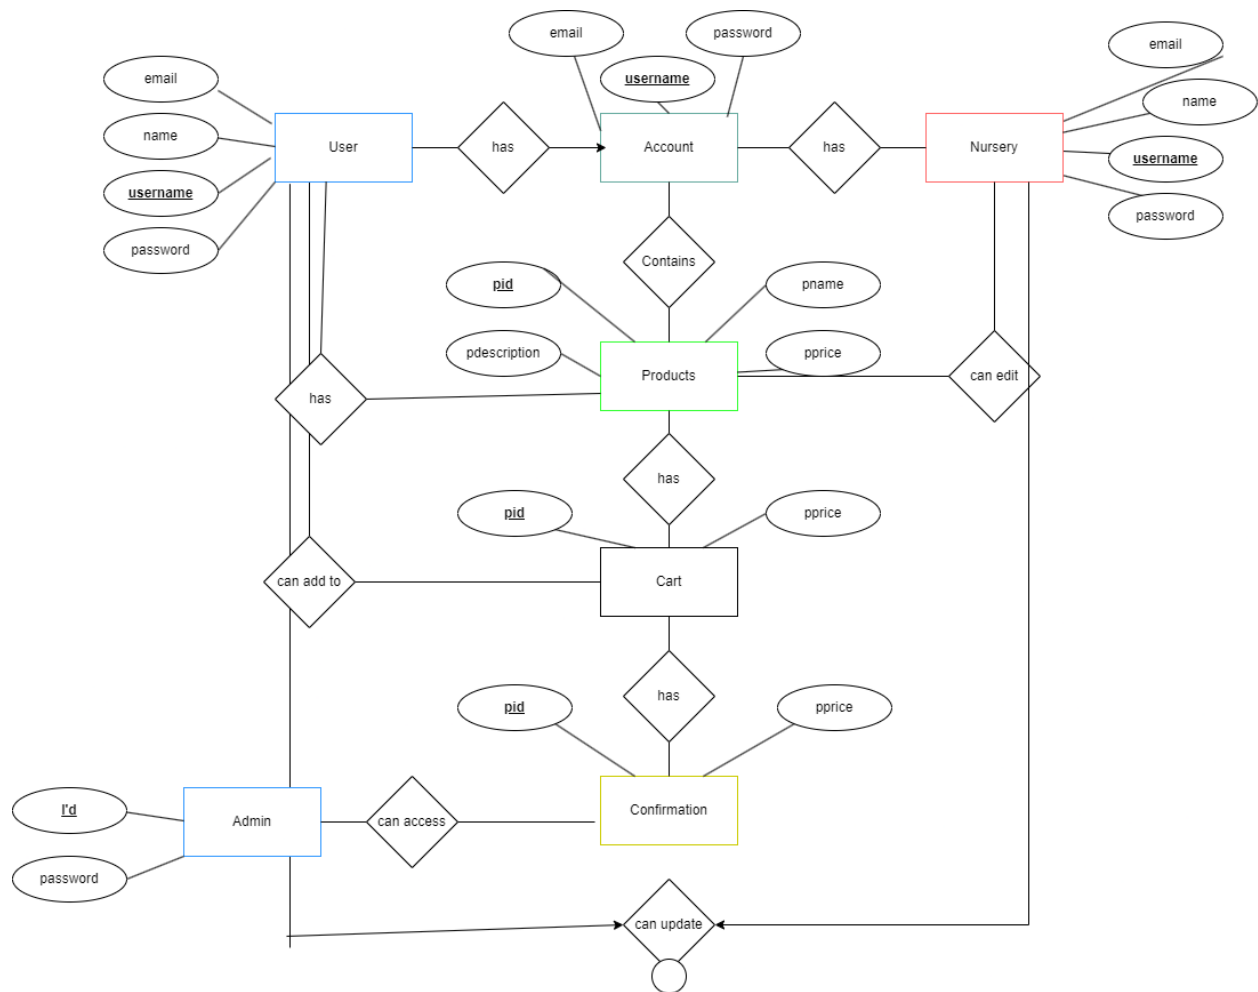 email
password
email
email
username
name
name
User
has
Account
has
Nursery
username
username
password
password
Contains
pid
pname
pdescription
pprice
Products
can edit
has
has
pid
pprice
can add to
Cart
has
pid
pprice
I'd
Admin
can access
Confirmation
password
can update